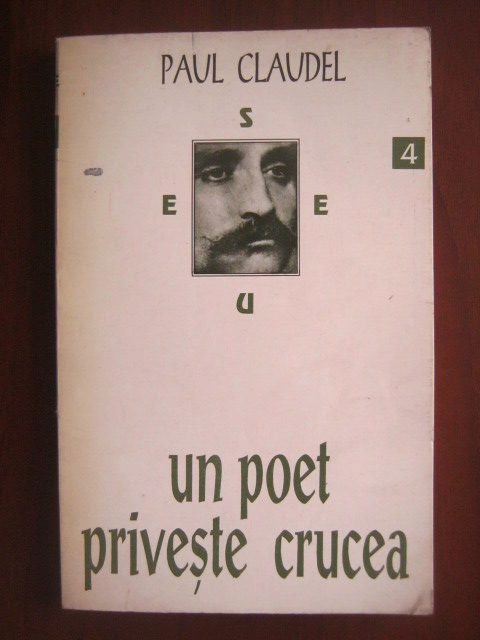 PAUL CLAUDEL
S
4
E E
U
un poet
privește crucea